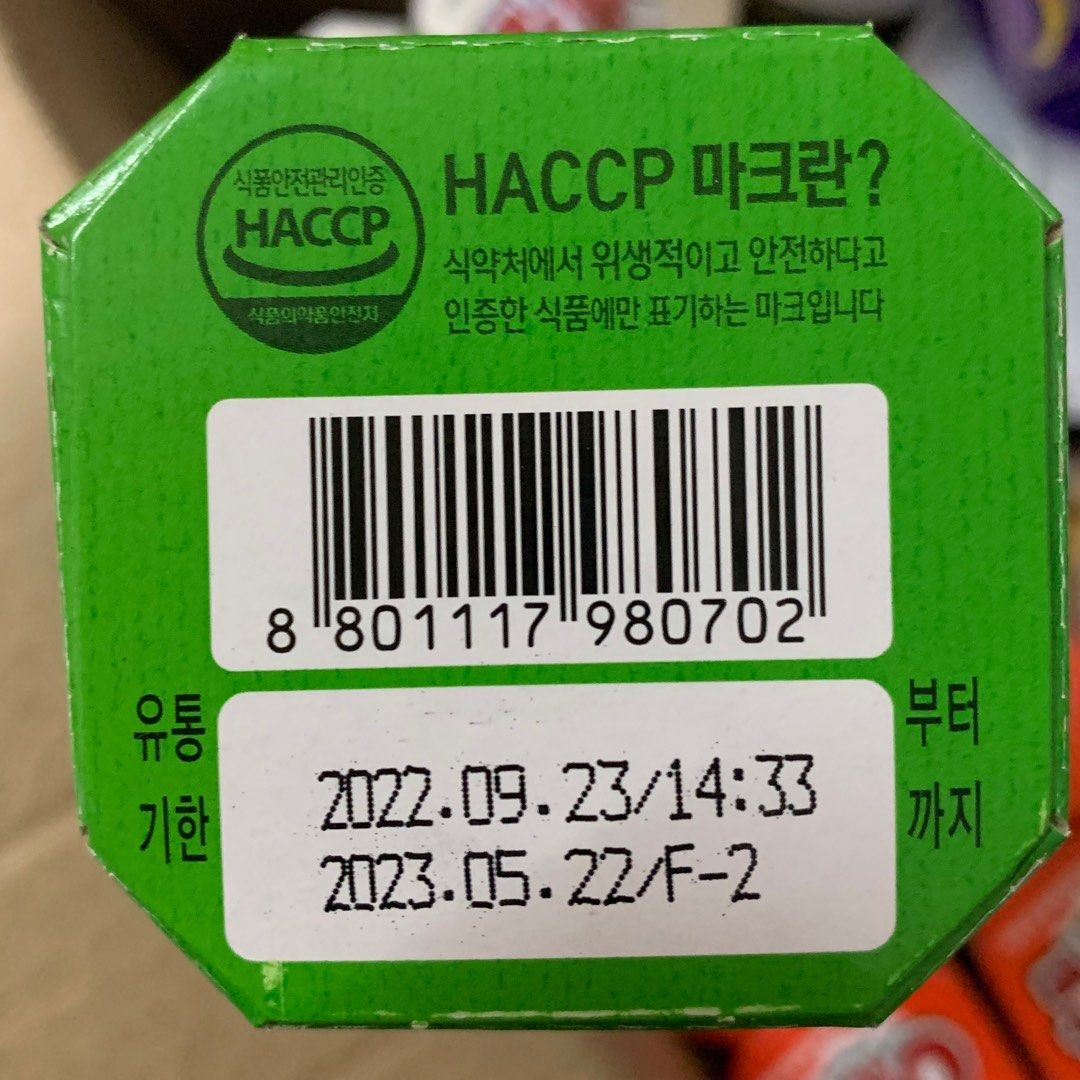 식품안전관리인증
HACCP
식품의약품안전처
HACCP 마크란?
식약처에서 위생적이고 안전하다고
인증한 식품에만 표기하는 마크입니다
8 801117 980702
유통
기한
2022.09.23/14:33
2023.05.22/F-2
부터
까지